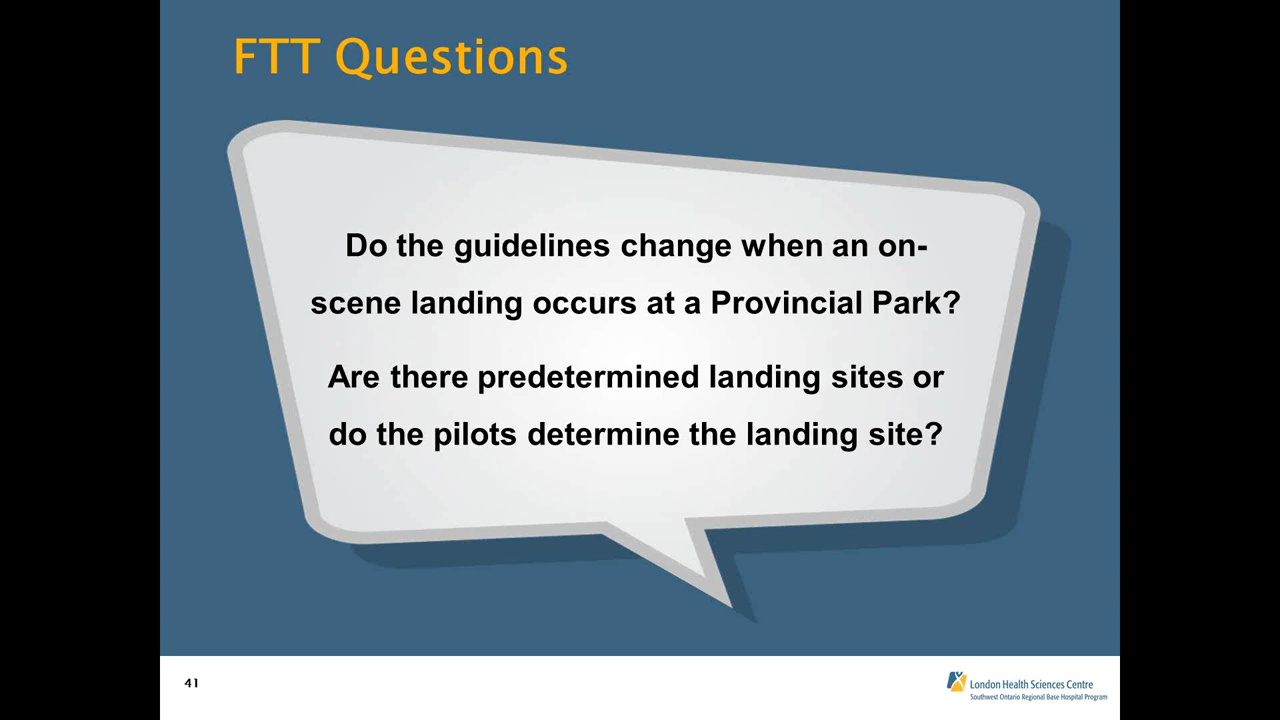 FTT Questions
Do the guidelines change when an on-
scene landing occurs at a Provincial Park?
Are there predetermined landing sites or
do the pilots determine the landing site?
41
London Health Sciences Centre
Southwest Ontario Regional Base Hospital Program